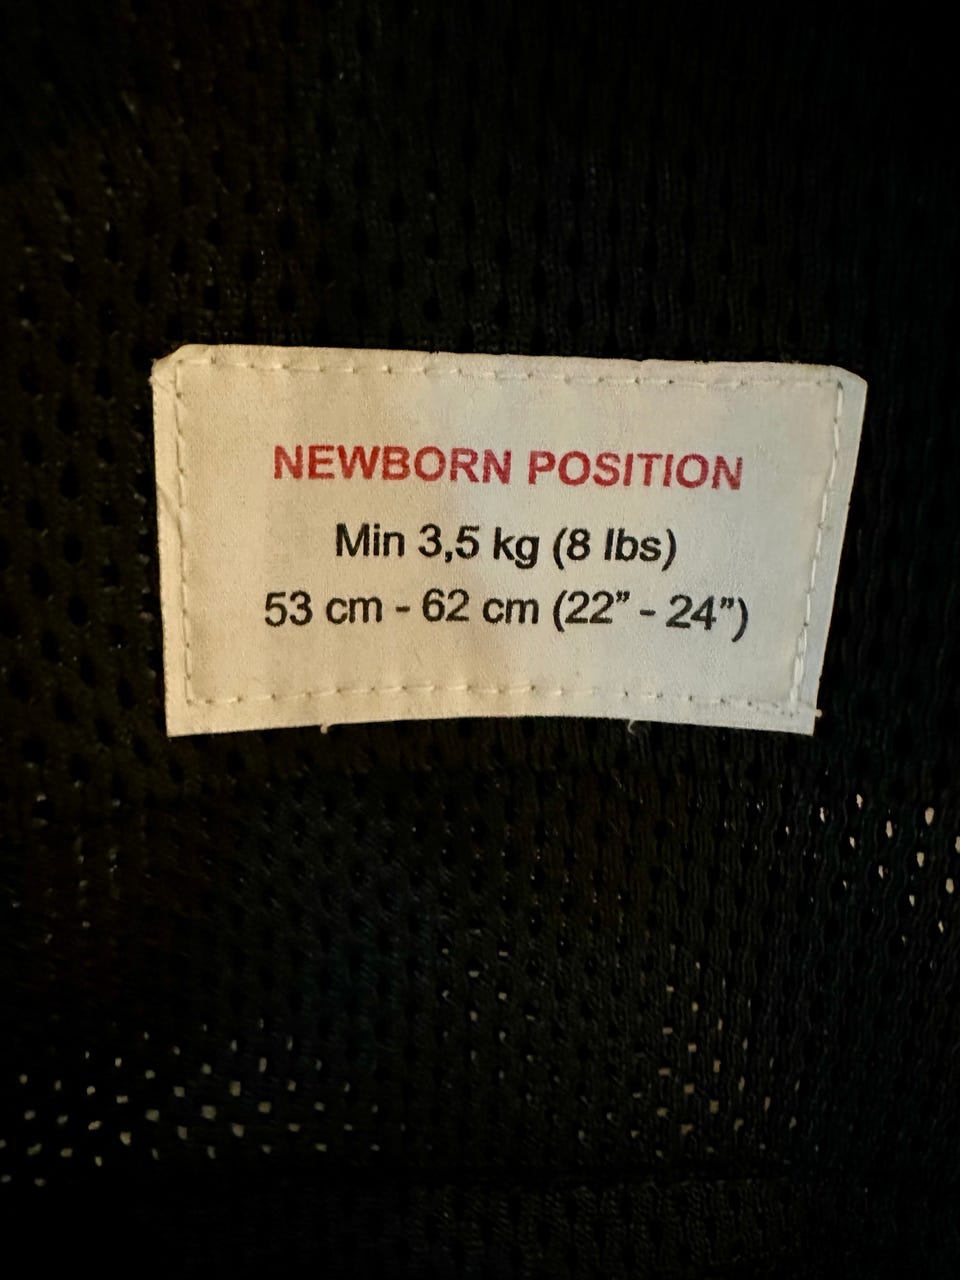 NEWBORN POSITION
Min 3,5 kg (8 lbs)
53 cm - 62 cm (22” - 24”)